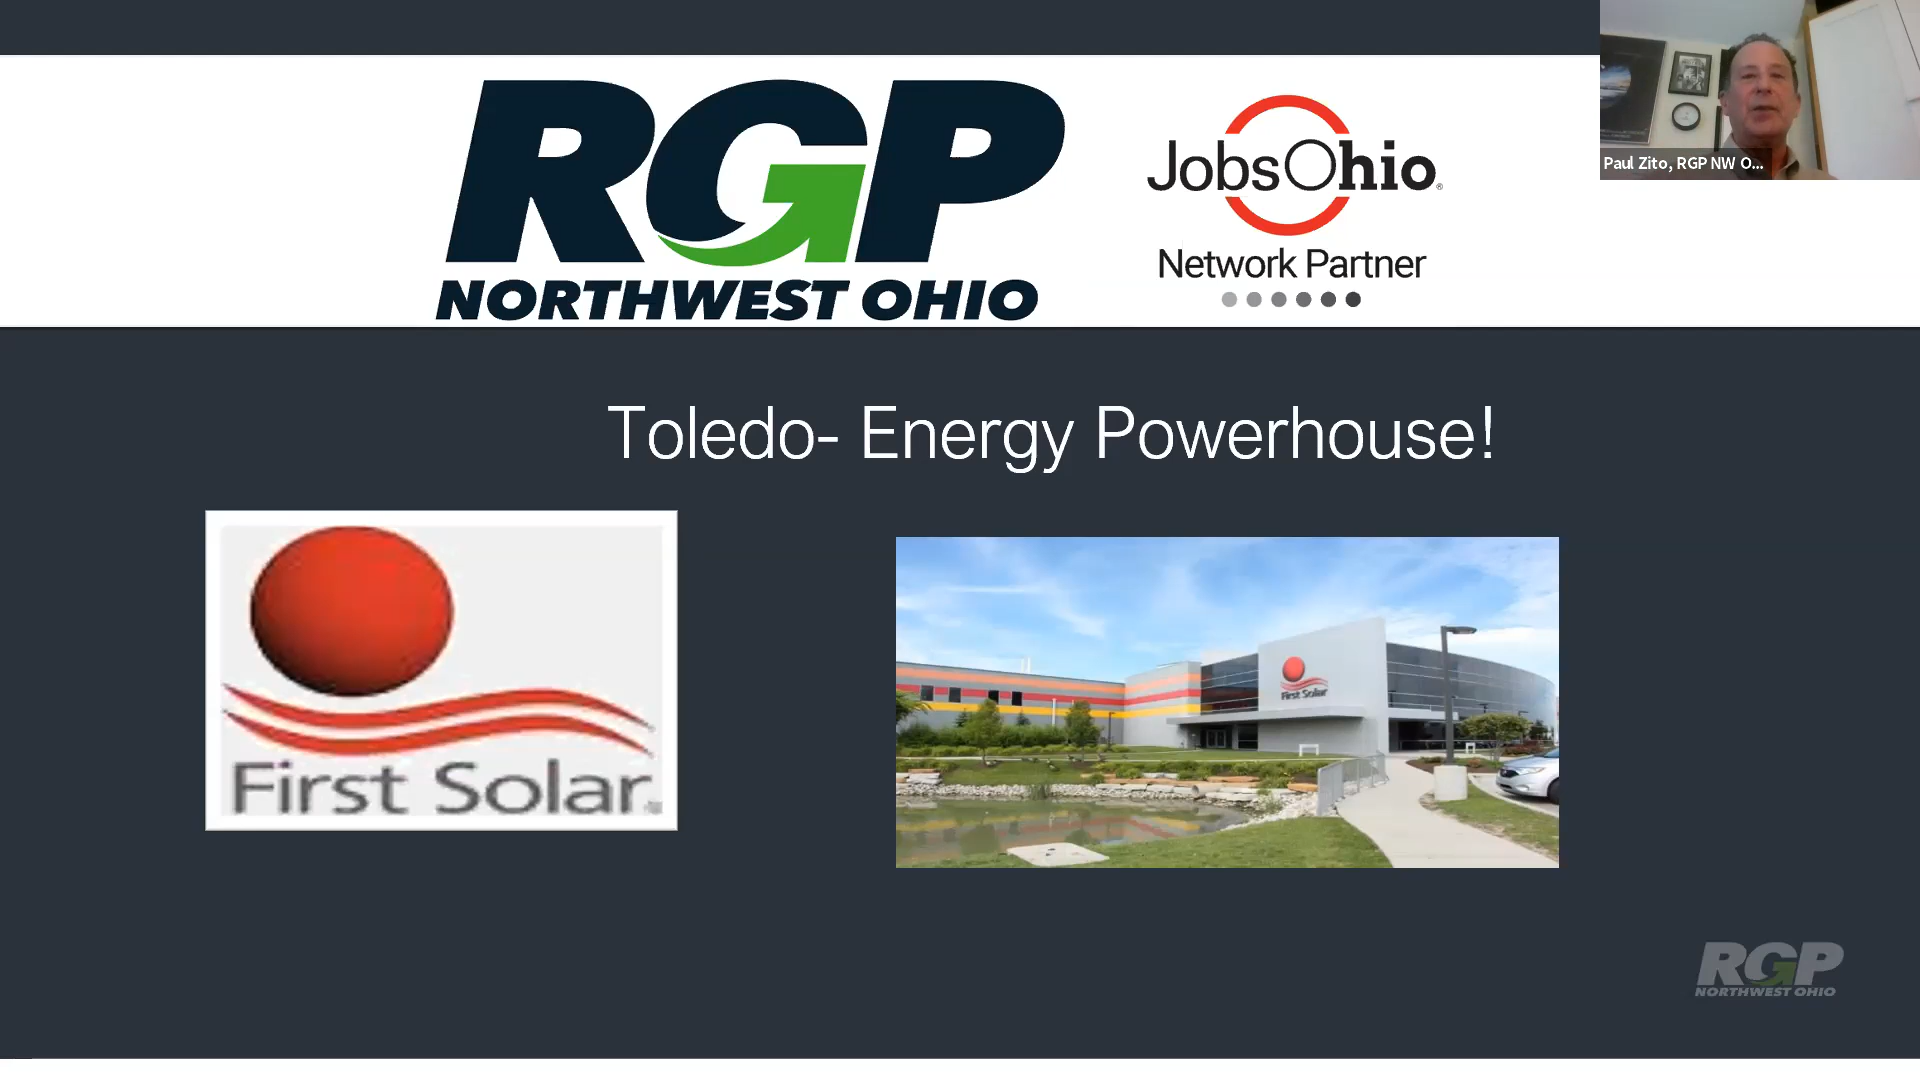 RGP
NORTHWEST OHIO
JobsOhio®
Network Partner
Paul Zito, RGP NW O...
Toledo- Energy Powerhouse!
First Solar
First Solar
RGP
NORTHWEST OHIO